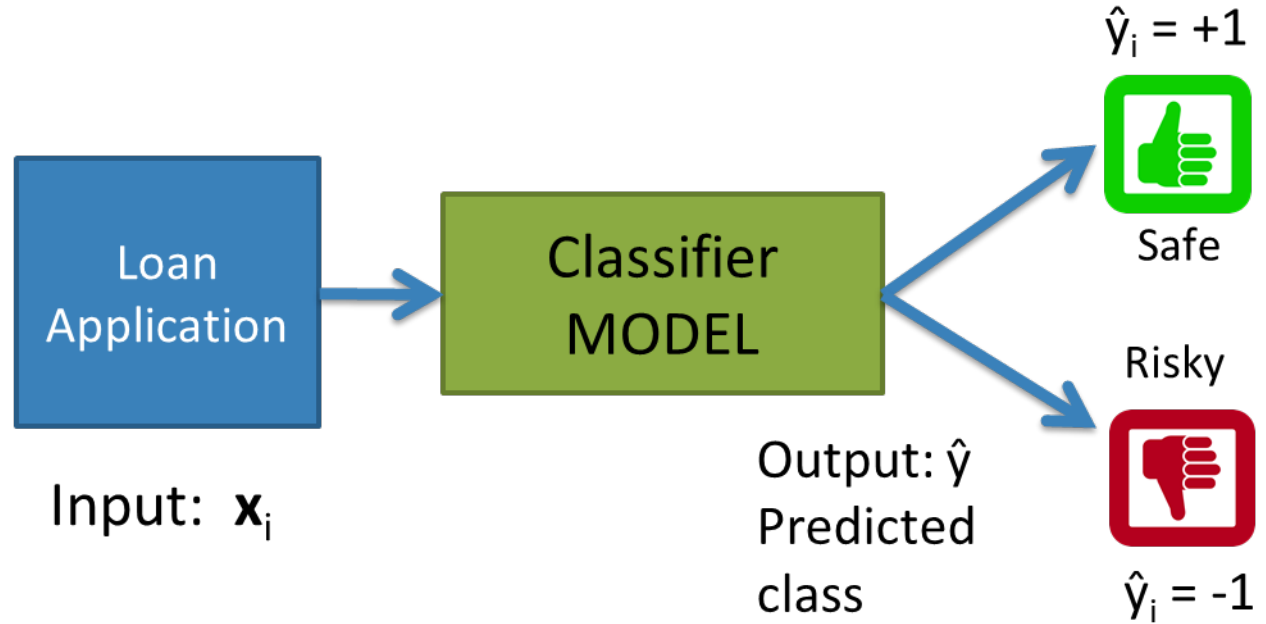 Loan
Application
Input: xᵢ
Classifier
MODEL
Output: ŷ
Predicted
class
ŷᵢ = +1
Safe
Risky
ŷᵢ = -1